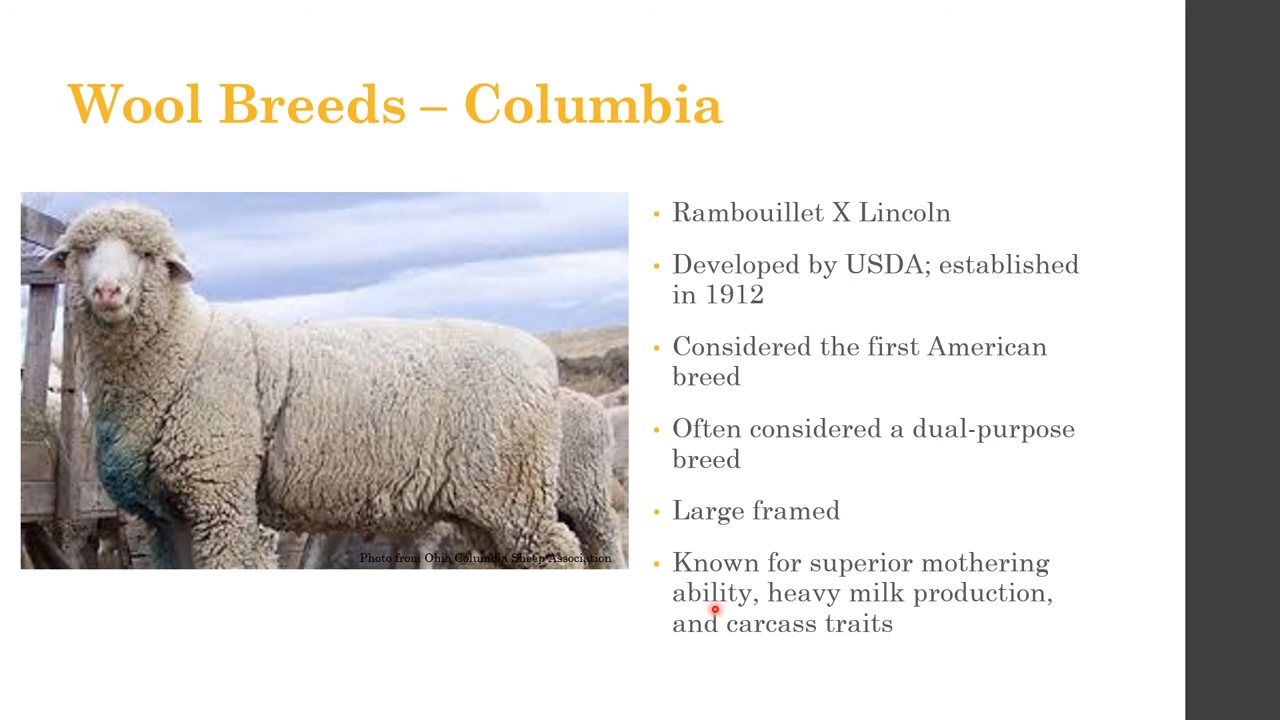 Wool Breeds – Columbia
• Rambouillet X Lincoln
• Developed by USDA; established
in 1912
• Considered the first American
breed
• Often considered a dual-purpose
breed
• Large framed
• Known for superior mothering
ability, heavy milk production,
and carcass traits
Photo from Ohio Columbia Sheep Association